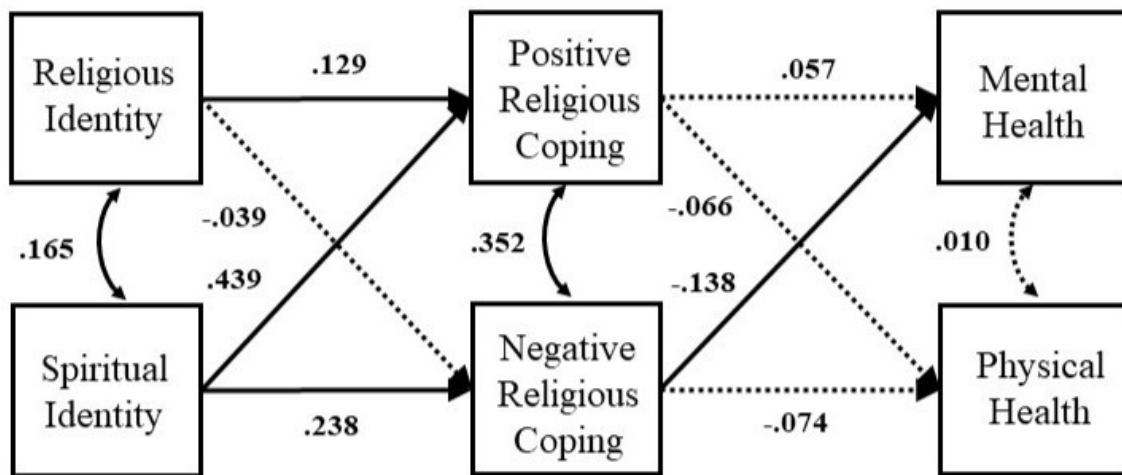 Religious
Identity
.129
Positive
Religious
Coping
.057
Mental
Health
.165
-.039
.439
.352
-.066
-.138
.010
Spiritual
Identity
.238
Negative
Religious
Coping
-.074
Physical
Health